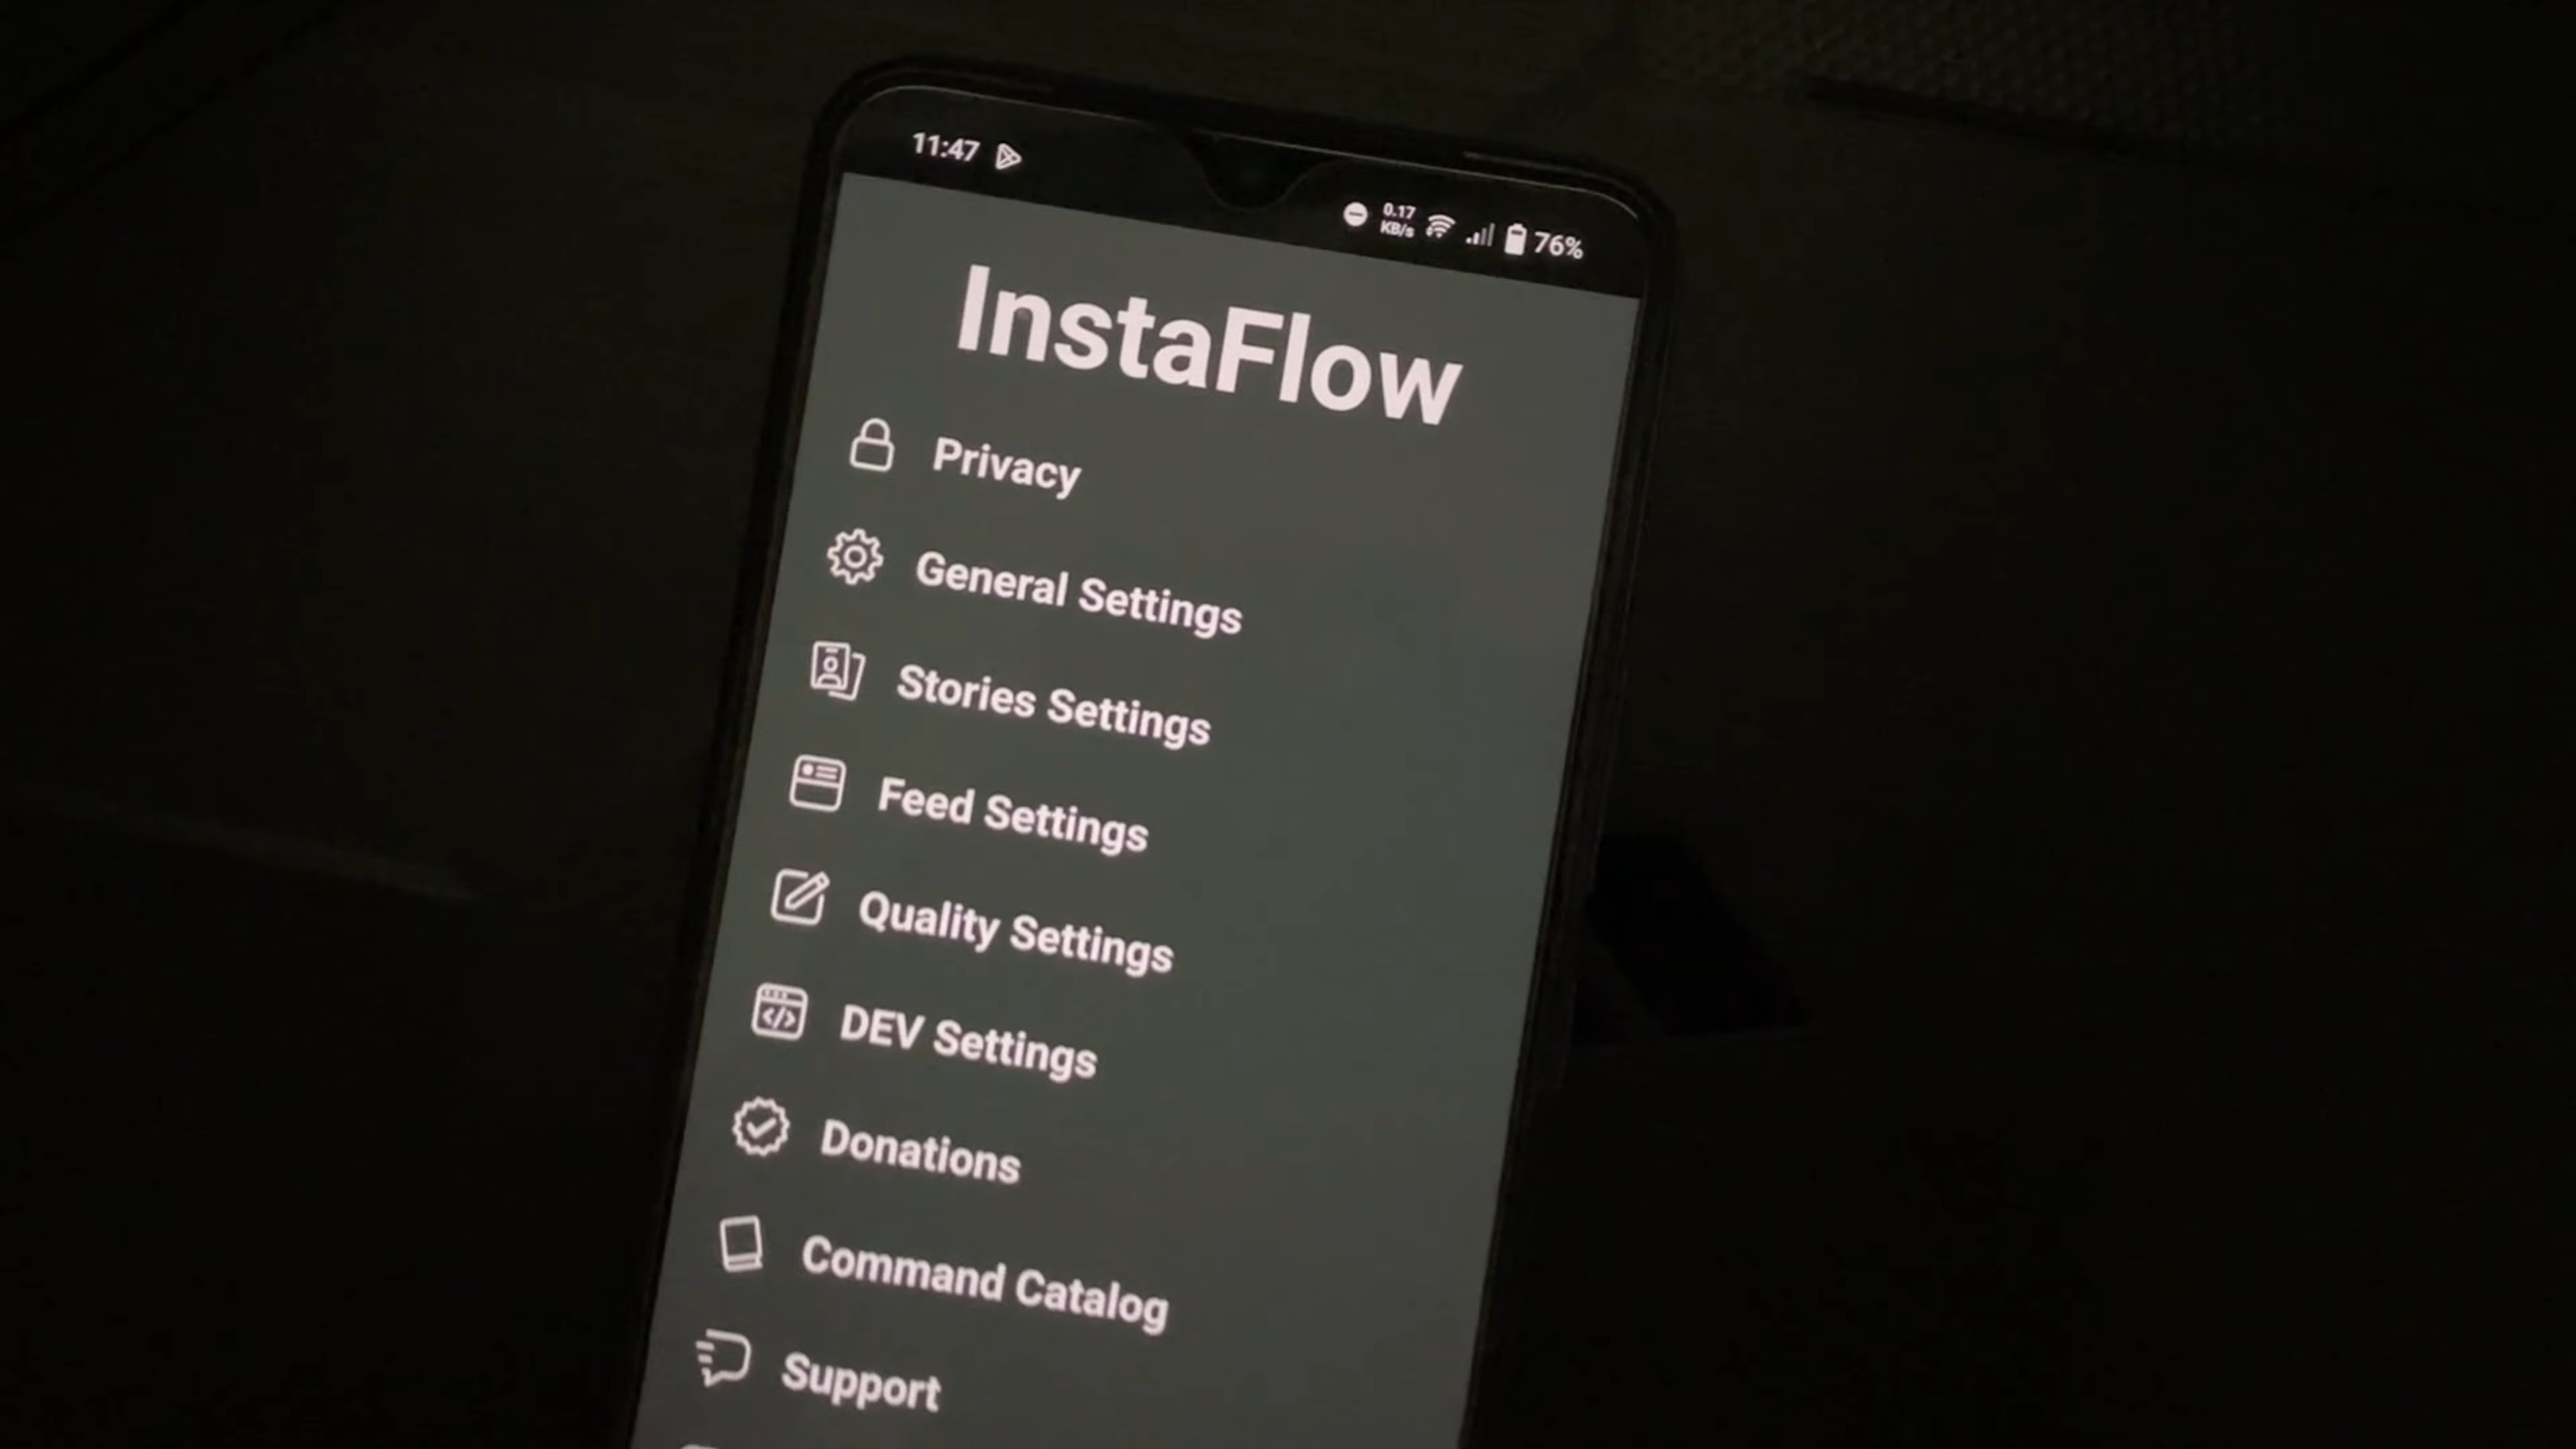 11:47
0.17
KB/s
76%
InstaFlow
Privacy
General Settings
Stories Settings
Feed Settings
Quality Settings
DEV Settings
Donations
Command Catalog
Support